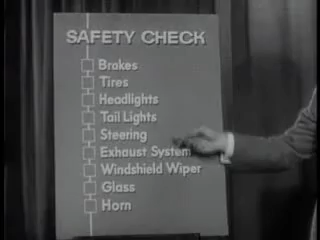 SAFETY CHECK
Brakes
Tires
Headlights
Tail Lights
Steering
Exhaust System
Windshield Wiper
Glass
Horn